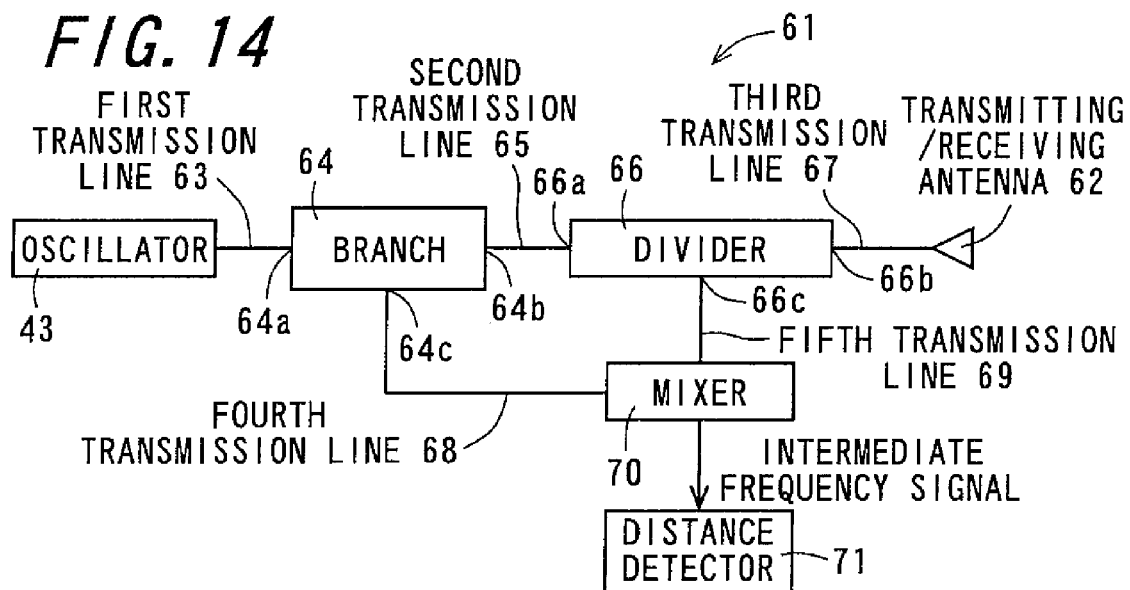 FIG. 14
61
FIRST
TRANSMISSION
LINE 63
SECOND
TRANSMISSION
LINE 65
THIRD
TRANSMISSION
LINE 67
TRANSMITTING
/RECEIVING
ANTENNA 62
64
66a
66
OSCILLATOR
BRANCH
DIVIDER
43
64a
64b
64c
66b
66c
FIFTH TRANSMISSION
LINE 69
MIXER
FOURTH
TRANSMISSION LINE 68
70
INTERMEDIATE
FREQUENCY SIGNAL
DISTANCE
DETECTOR
71